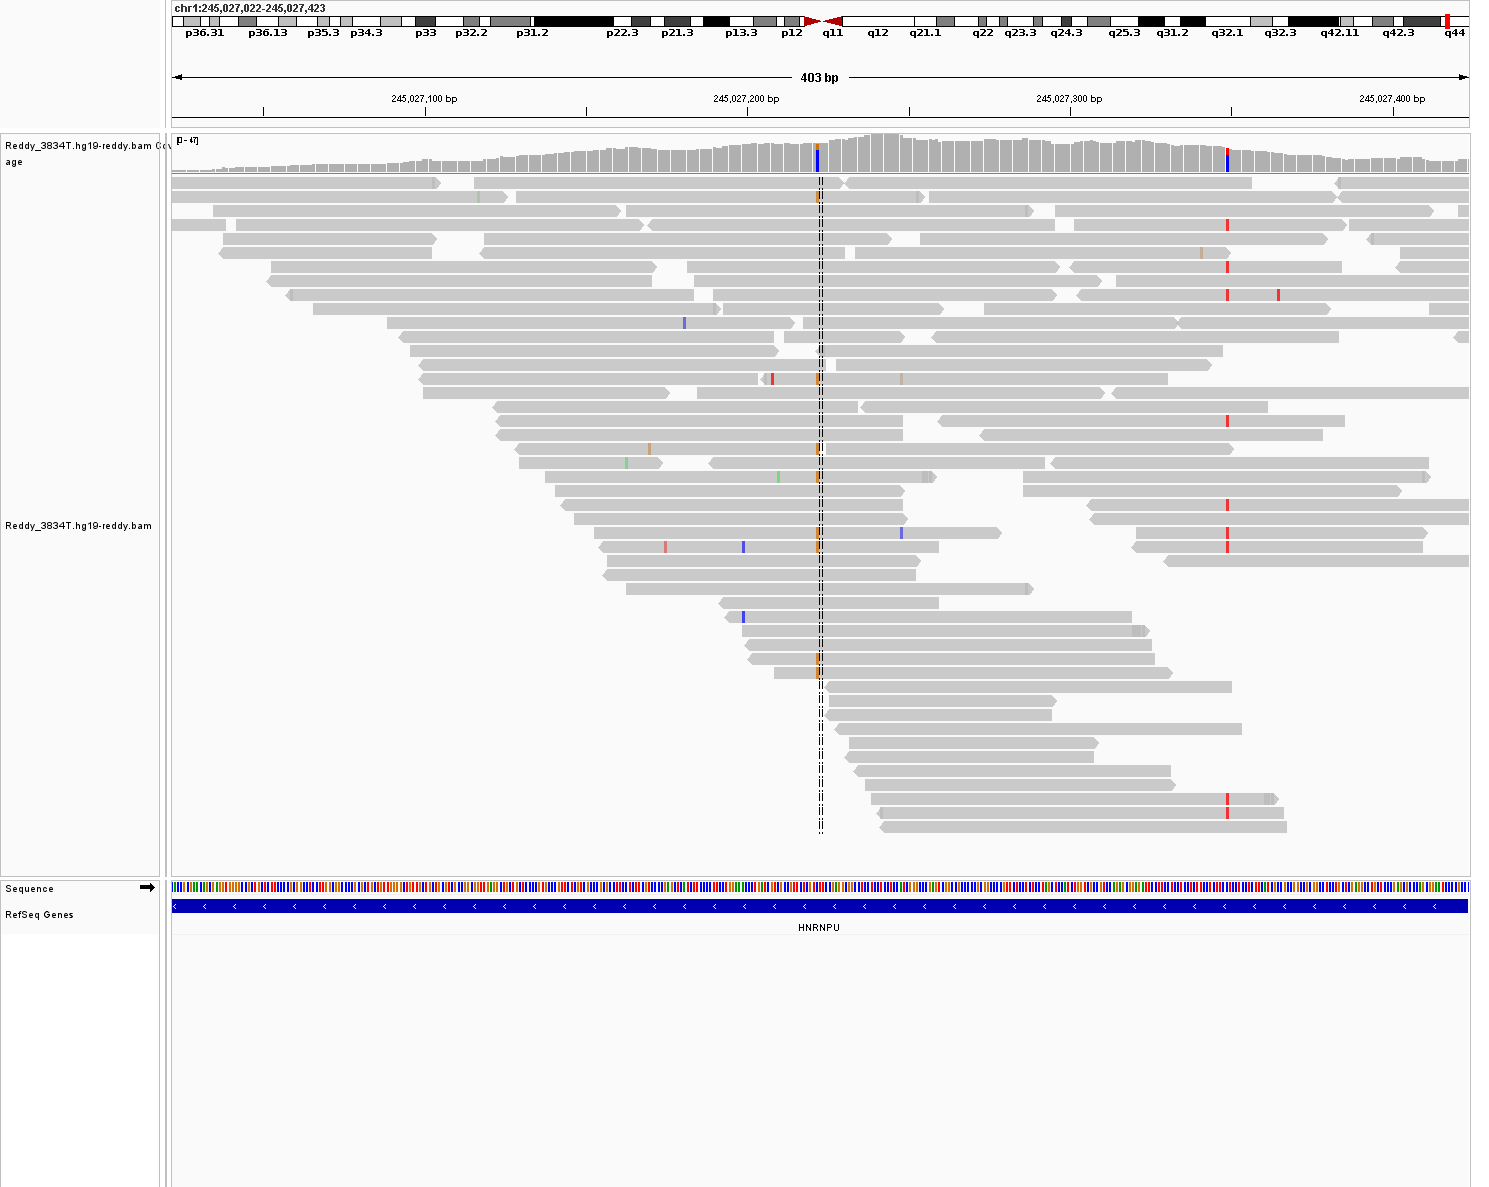 chr1:245,027,022-245,027,423
p36.31 p36.13 p35.3 p34.3 p33 p32.2 p31.2 p22.3 p21.3 p13.3 p12 q11 q12 q21.1 q22 q23.3 q24.3 q25.3 q31.2 q32.1 q32.3 q42.11 q42.3 q44
403 bp
245,027,100 bp 245,027,200 bp 245,027,300 bp 245,027,400 bp
[0 - 47]
Reddy_3834T.hg19-reddy.bam Cov
age
Reddy_3834T.hg19-reddy.bam
Sequence
RefSeq Genes
HNRNPU